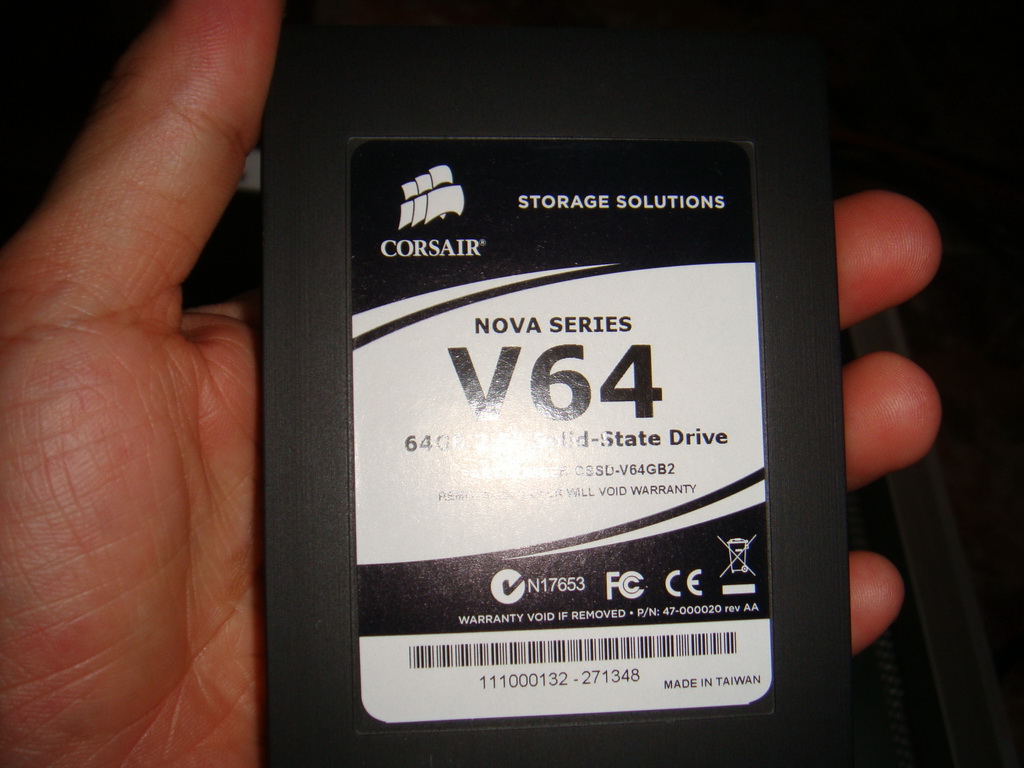 CORSAIR®
STORAGE SOLUTIONS
NOVA SERIES
V64
Solid-State Drive
CSSD-V64GB2
WILL VOID WARRANTY
N17653 FC CE
WARRANTY VOID IF REMOVED • P/N: 47-000020 rev AA
111000132 - 271348
MADE IN TAIWAN